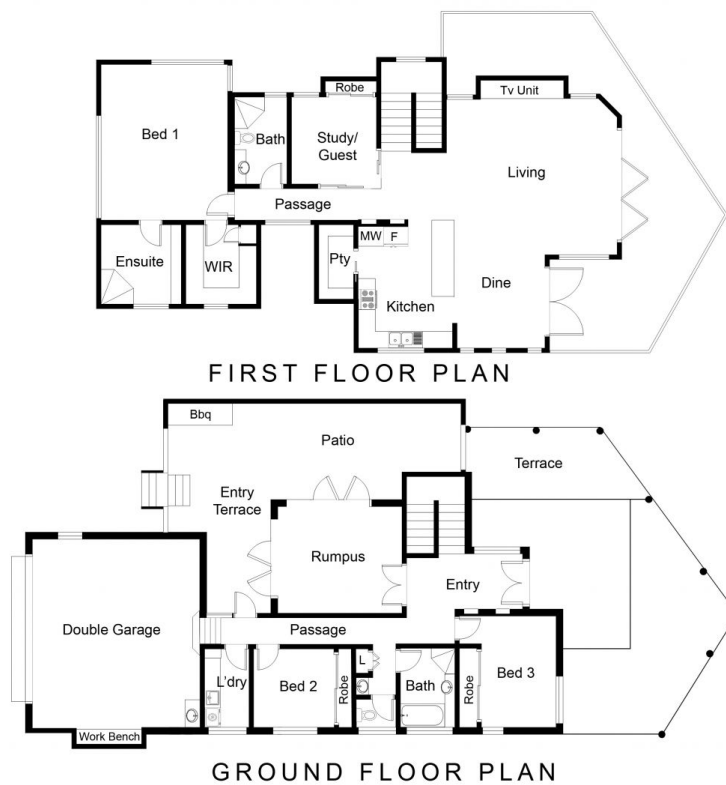 Robe
Tv Unit
Bed 1
Bath
Study/
Guest
Living
Passage
MW
F
Ensuite
WIR
Pty
Dine
Kitchen
FIRST FLOOR PLAN
Bbq
Patio
Terrace
Entry
Terrace
Rumpus
Entry
Double Garage
Passage
L
L'dry
Bed 2
Robe
Bath
Robe
Bed 3
Work Bench
GROUND FLOOR PLAN